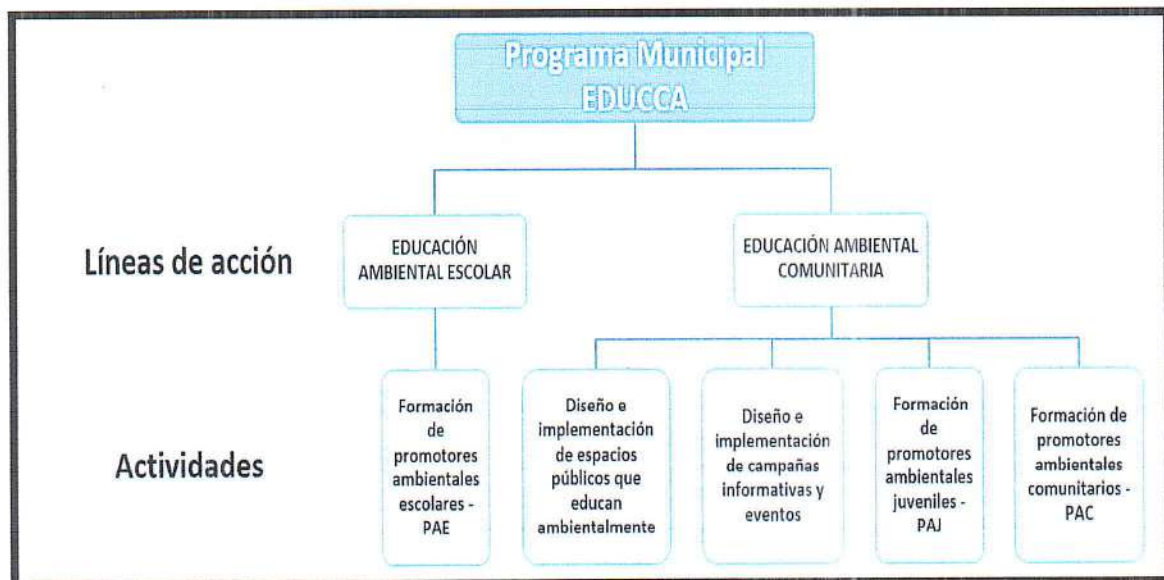 Programa Municipal
EDUCCA
Líneas de acción
EDUCACIÓN
AMBIENTAL ESCOLAR
EDUCACIÓN AMBIENTAL
COMUNITARIA
Actividades
Formación
de
promotores
ambientales
escolares -
PAE
Diseño e
implementación
de espacios
públicos que
educan
ambientalmente
Diseño e
implementación
de campañas
informativas y
eventos
Formación
de
promotores
ambientales
juveniles -
PAJ
Formación de
promotores
ambientales
comunitarios -
PAC